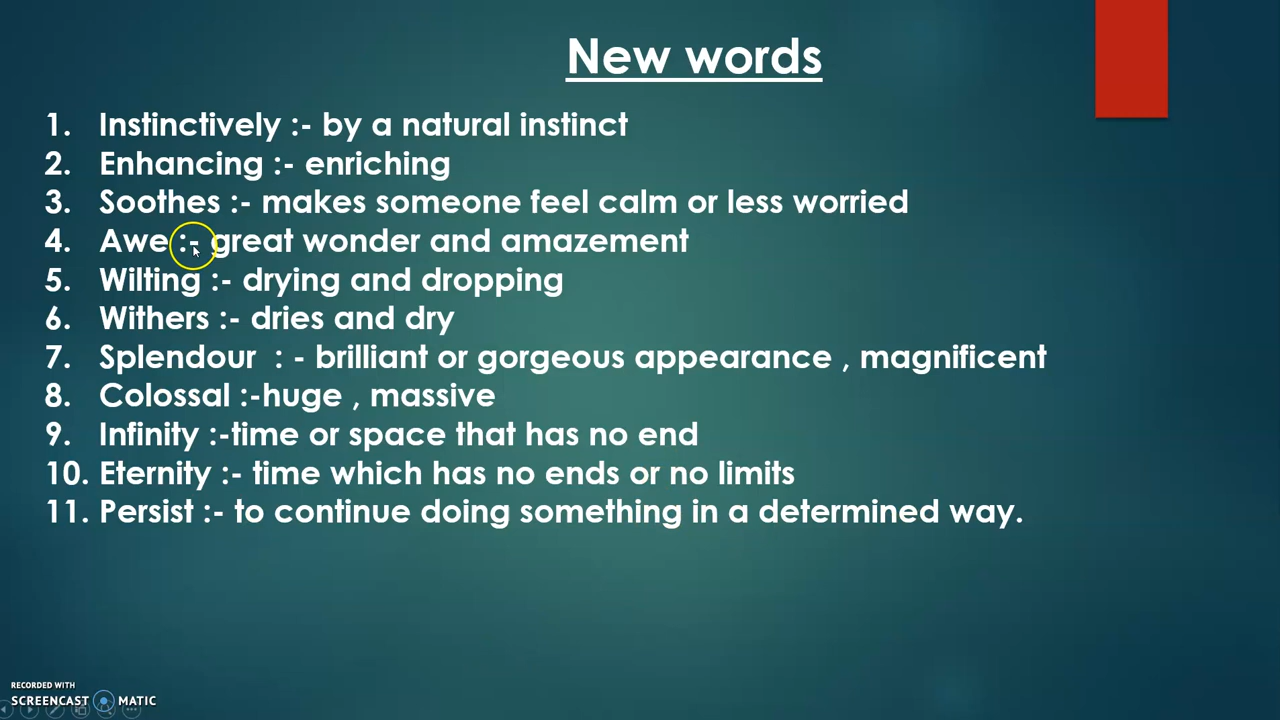 New words
1. Instinctively :- by a natural instinct
2. Enhancing :- enriching
3. Soothes :- makes someone feel calm or less worried
4. Awe :- great wonder and amazement
5. Wilting :- drying and dropping
6. Withers :- dries and dry
7. Splendour : - brilliant or gorgeous appearance , magnificent
8. Colossal :-huge , massive
9. Infinity :-time or space that has no end
10. Eternity :- time which has no ends or no limits
11. Persist :- to continue doing something in a determined way.
RECORDED WITH
SCREENCAST MATIC